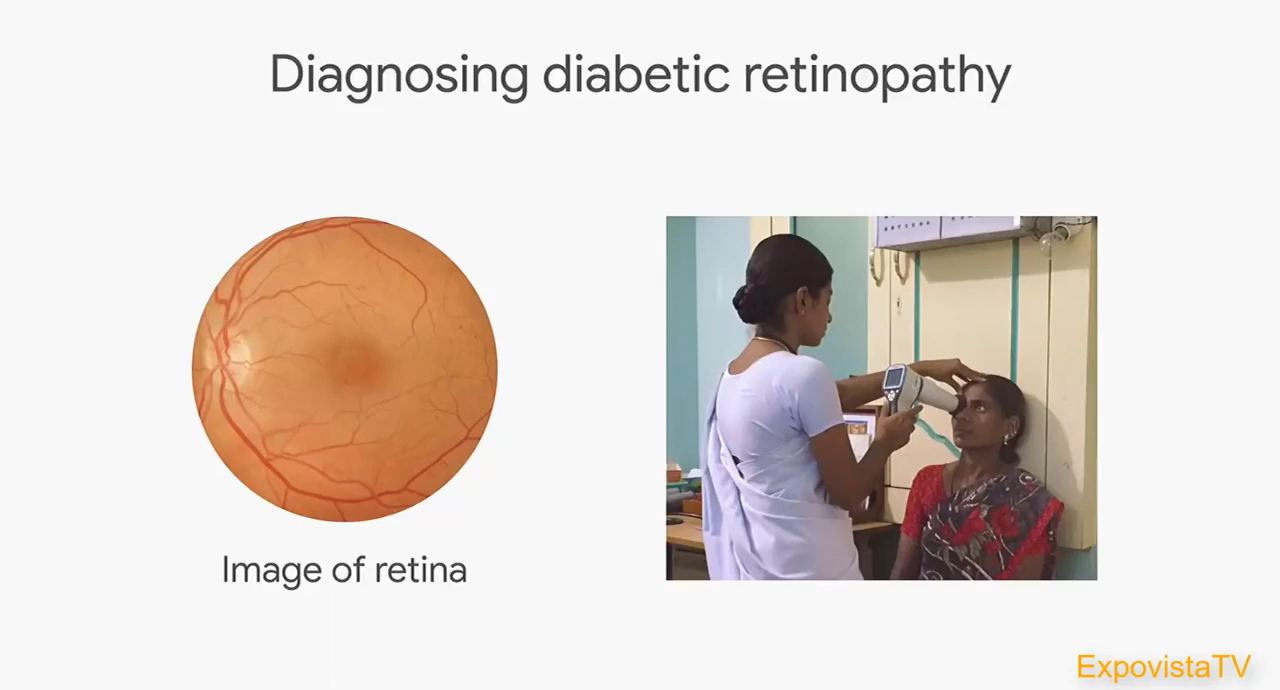 Diagnosing diabetic retinopathy
Image of retina
ExpovistaTV